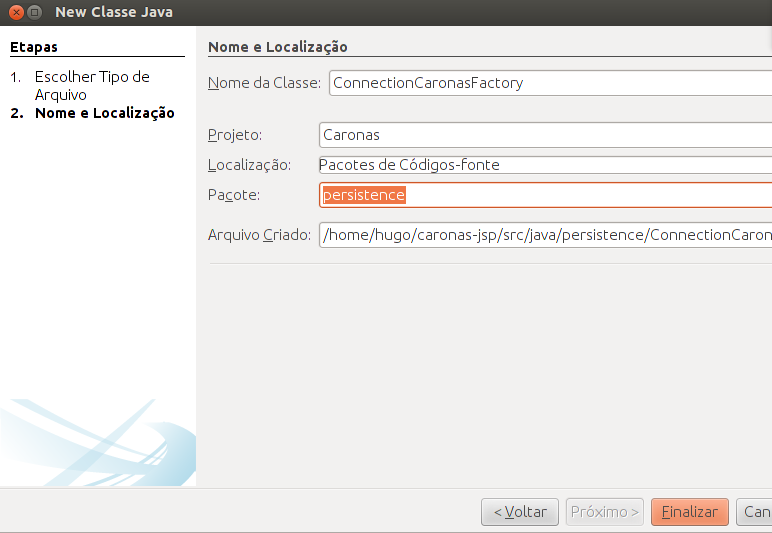 New Classe Java
Etapas
1. Escolher Tipo de
Arquivo
2. Nome e Localização
Nome e Localização
Nome da Classe: ConnectionCaronasFactory
Projeto: Caronas
Localização: Pacotes de Códigos-fonte
Pacote: persistence
Arquivo Criado: /home/hugo/caronas-jsp/src/java/persistence/ConnectionCaron
< Voltar Próximo > Finalizar Can